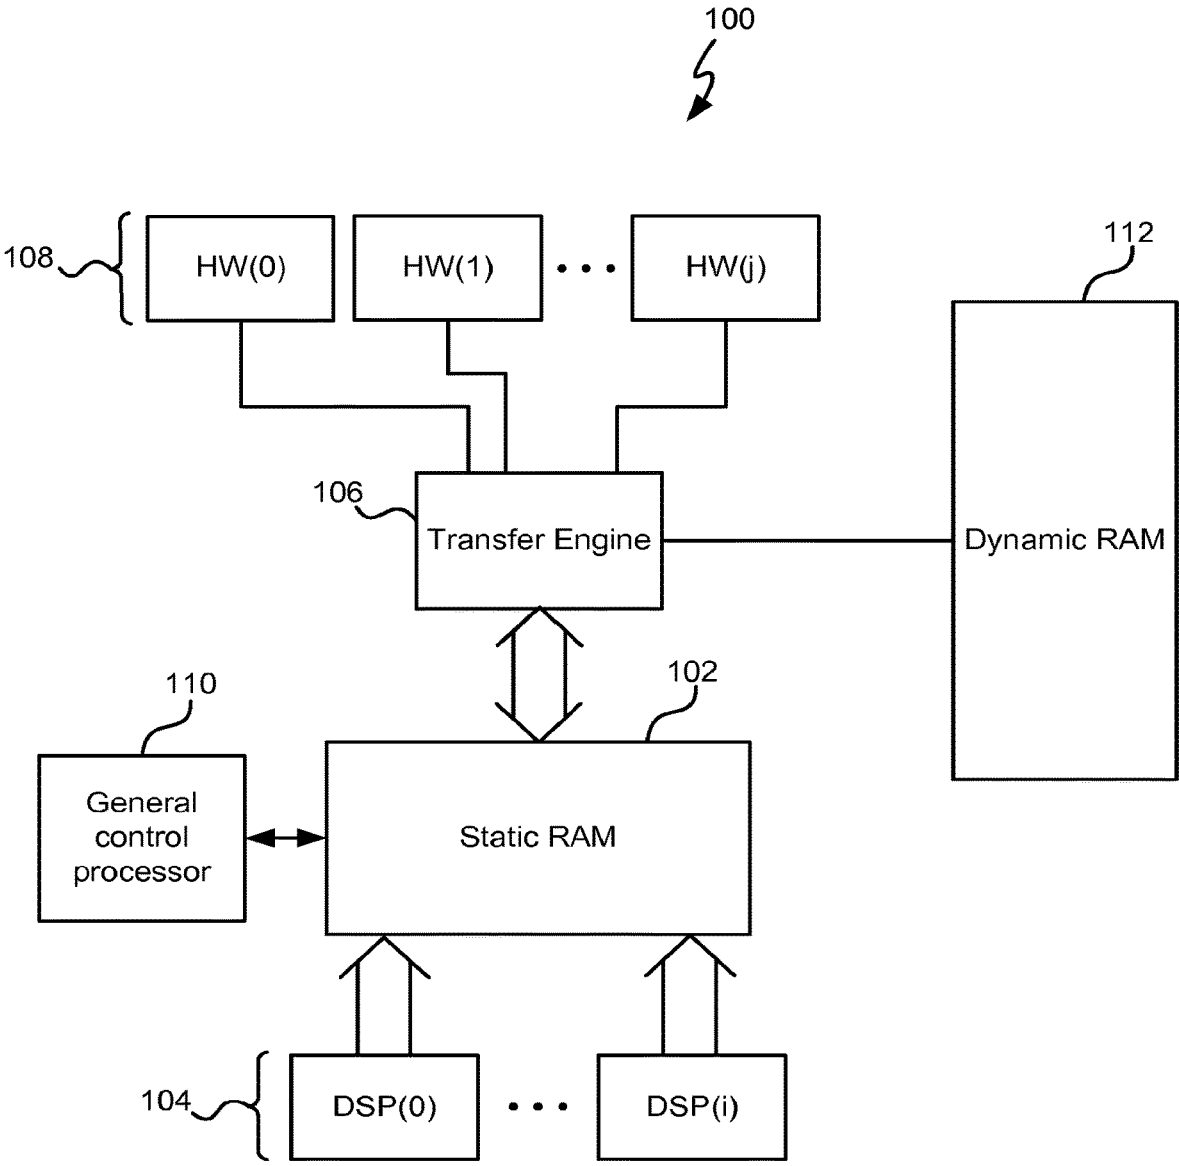 100
108
HW(0)
HW(1)
HW(j)
112
106
Transfer Engine
Dynamic RAM
110
102
General
control
processor
Static RAM
104
DSP(0)
DSP(i)